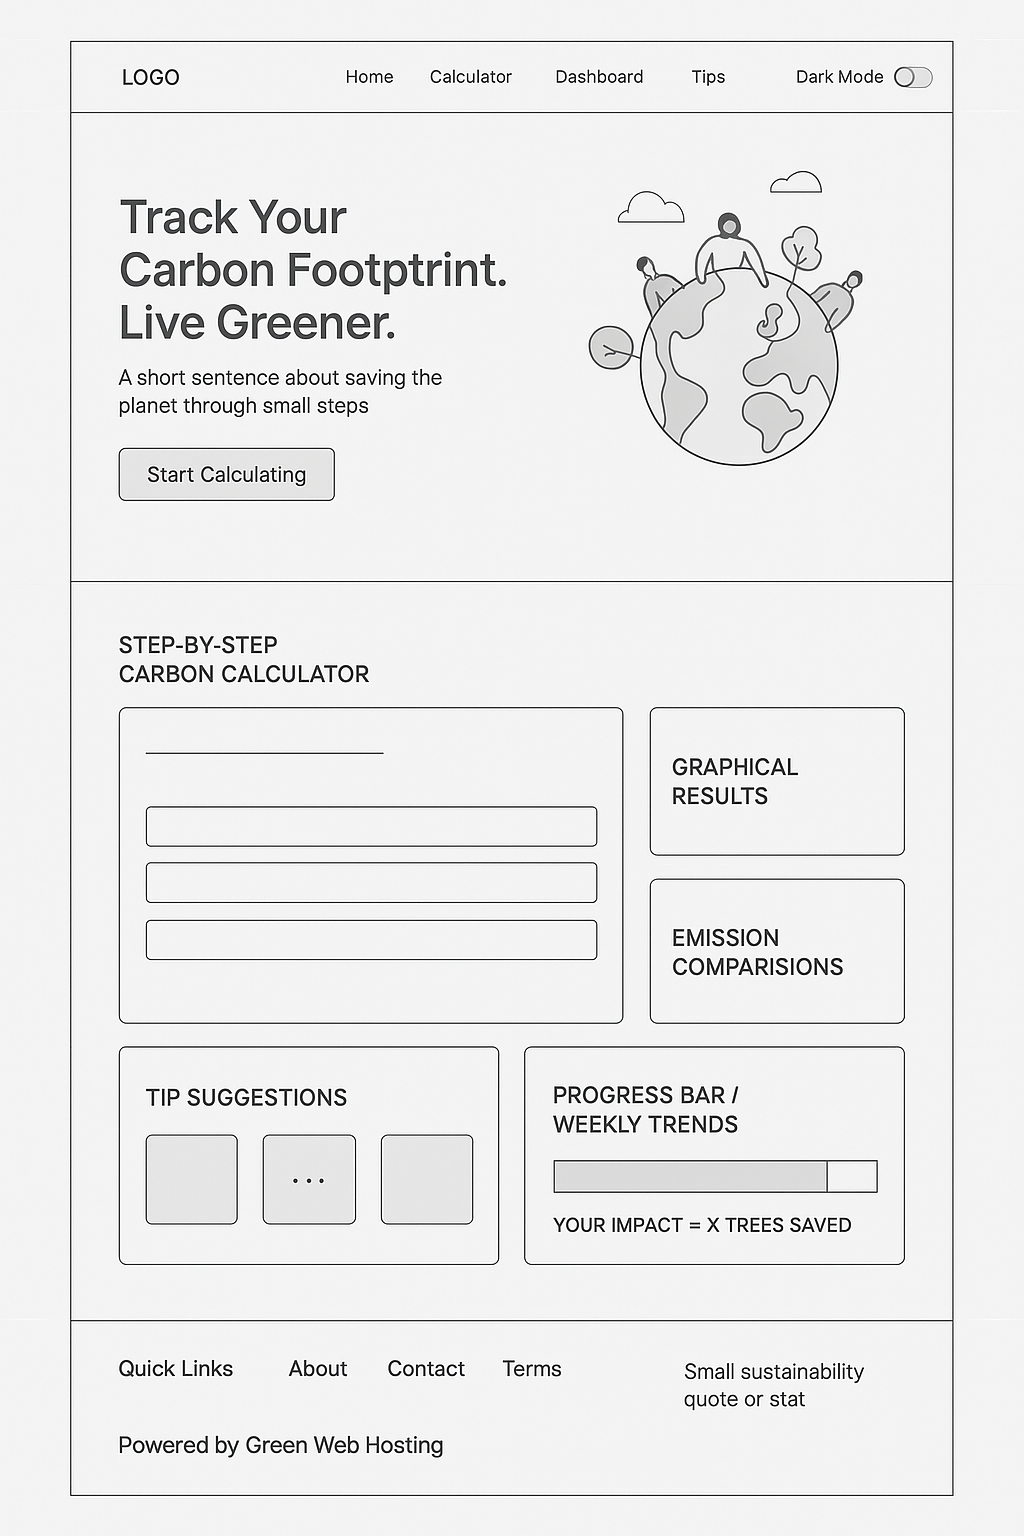 LOGO
Home
Calculator
Dashboard
Tips
Dark Mode
Track Your
Carbon Footptrint.
Live Greener.
A short sentence about saving the
planet through small steps
Start Calculating
STEP-BY-STEP
CARBON CALCULATOR
GRAPHICAL
RESULTS
EMISSION
COMPARISIONS
TIP SUGGESTIONS
...
PROGRESS BAR /
WEEKLY TRENDS
YOUR IMPACT = X TREES SAVED
Quick Links
About
Contact
Terms
Small sustainability
quote or stat
Powered by Green Web Hosting